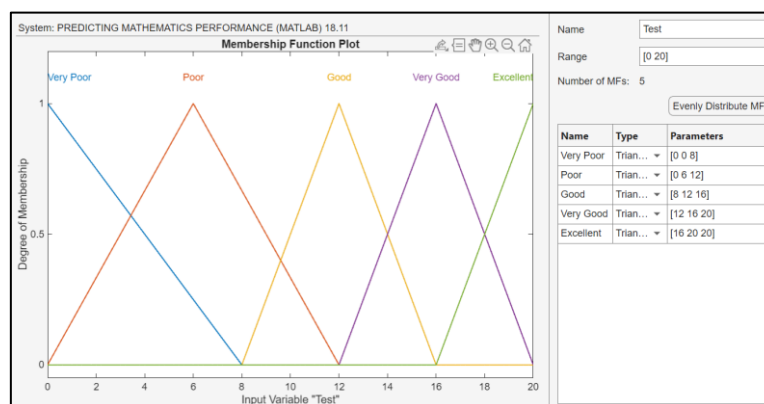 System: PREDICTING MATHEMATICS PERFORMANCE (MATLAB) 18.11
Membership Function Plot
Very Poor Poor Good Very Good Excellent
1
0.5
0
Degree of Membership
0 2 4 6 8 10 12 14 16 18 20
Input Variable "Test"
Name Test
Range [0 20]
Number of MFs: 5
Evenly Distribute MF
Name Type Parameters
Very Poor Trian... [0 0 8]
Poor Trian... [0 6 12]
Good Trian... [8 12 16]
Very Good Trian... [12 16 20]
Excellent Trian... [16 20 20]